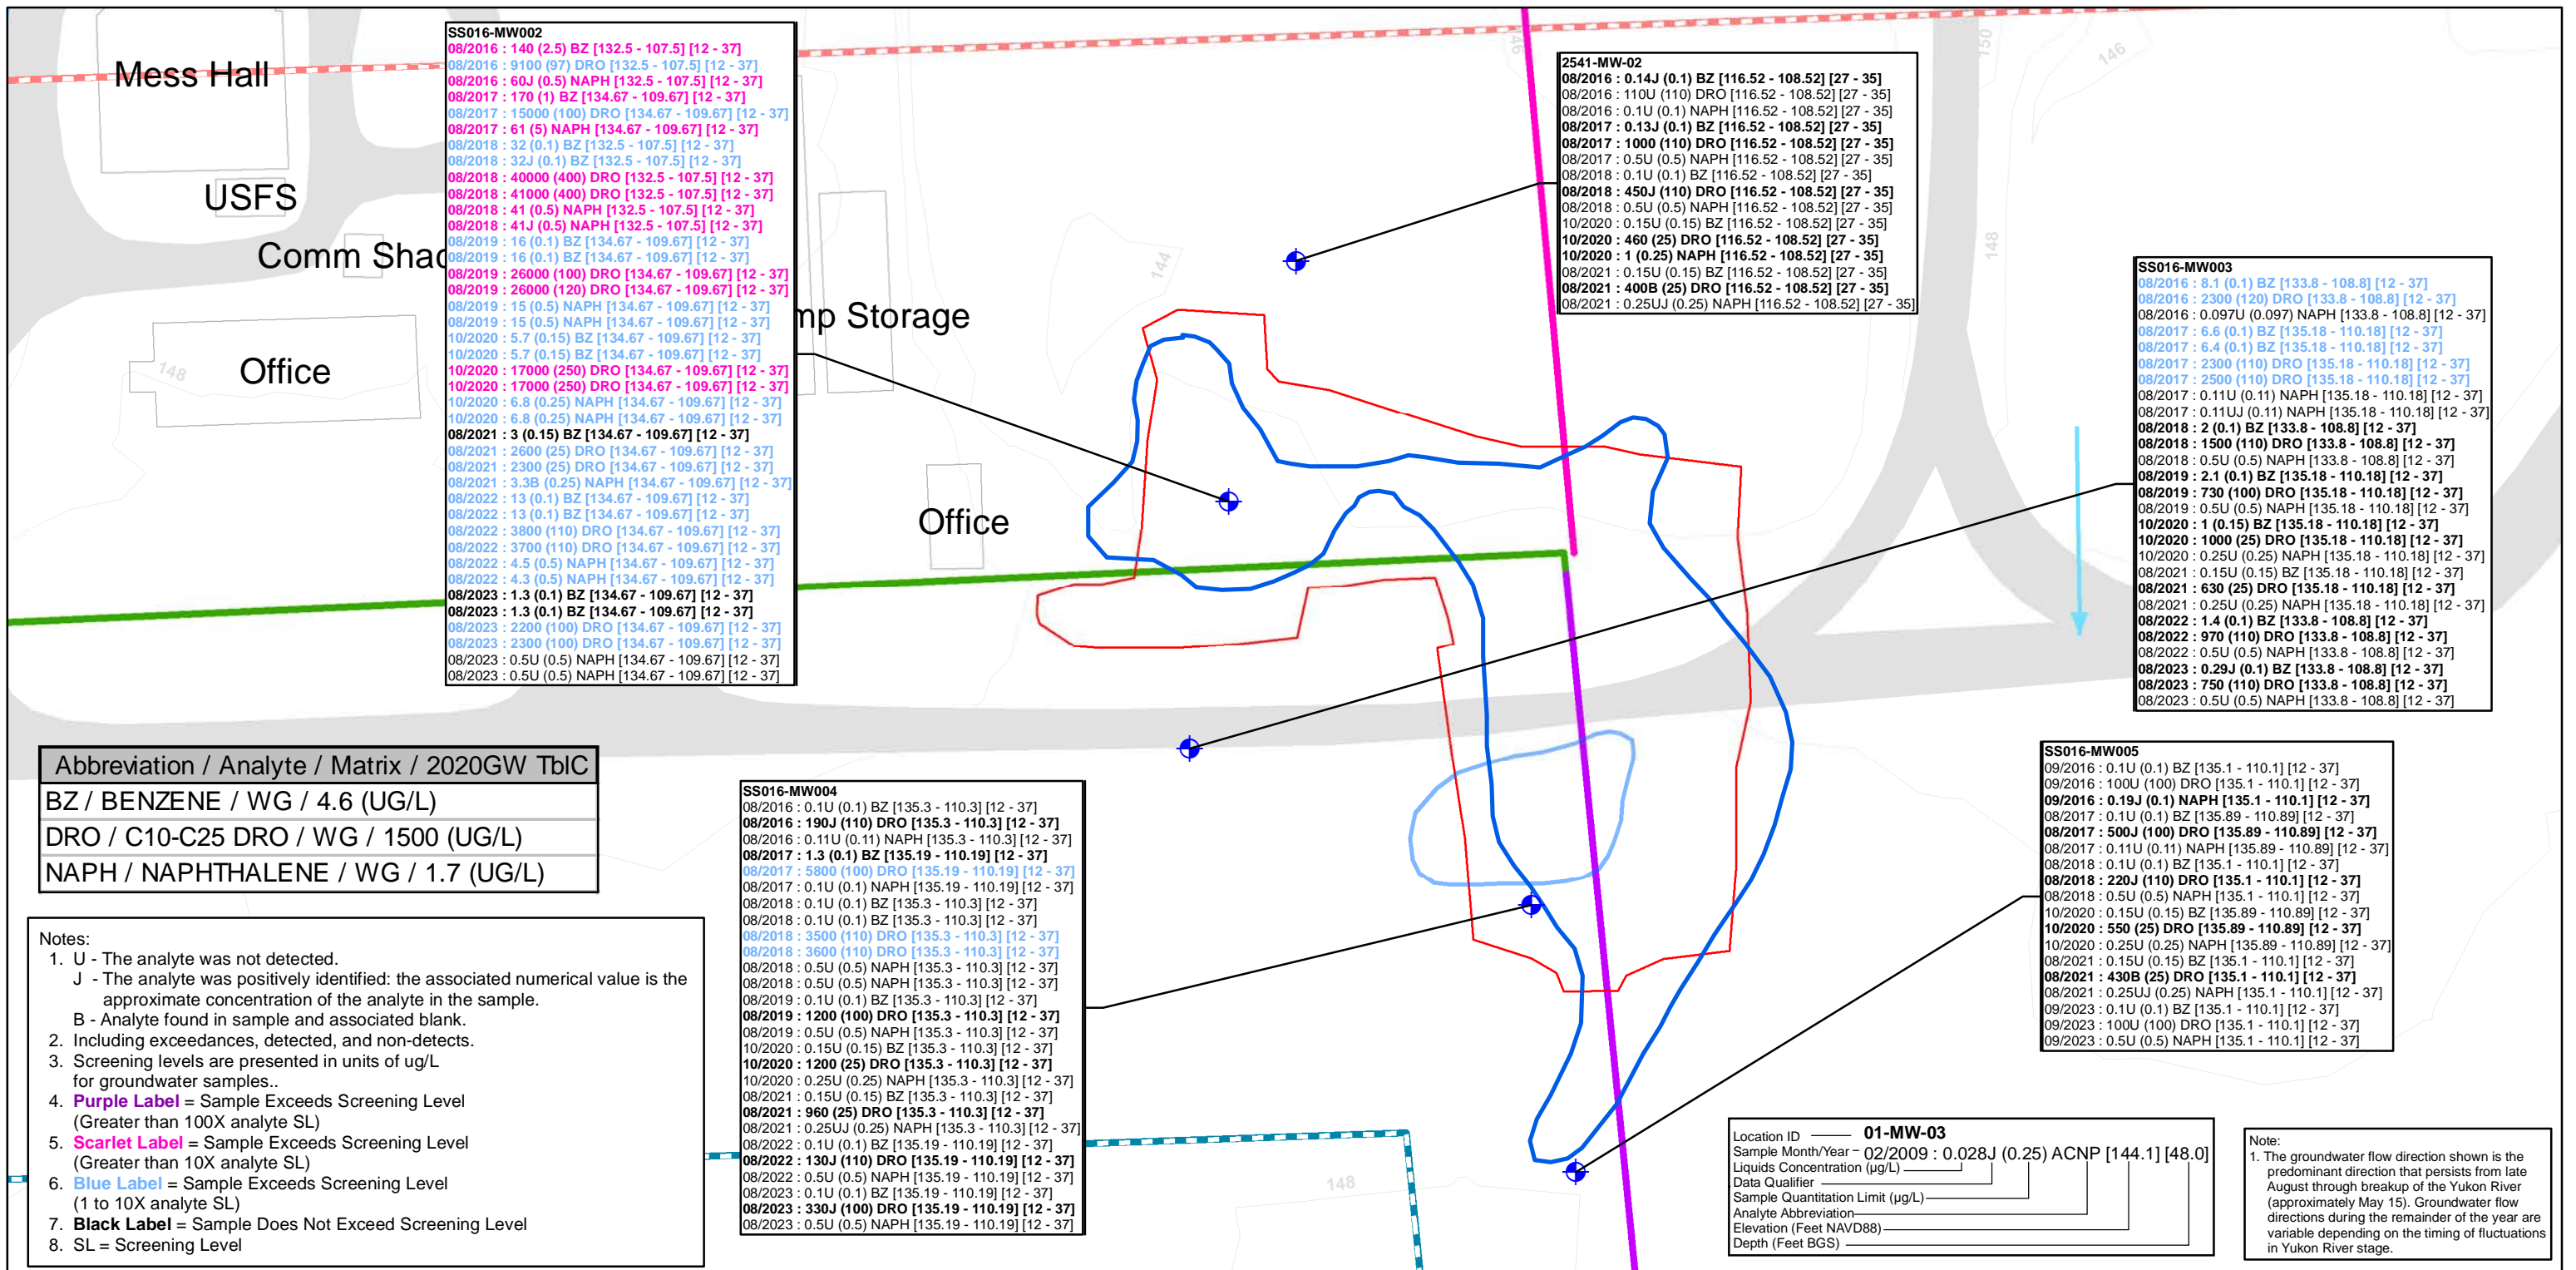 Mess Hall
USFS
Comm Shac
Office
mp Storage
Office
SS016-MW002
08/2016 : 140 (2.5) BZ [132.5 - 107.5] [12 - 37]
08/2016 : 9100 (97) DRO [132.5 - 107.5] [12 - 37]
08/2016 : 60J (0.5) NAPH [132.5 - 107.5] [12 - 37]
08/2017 : 170 (1) BZ [134.67 - 109.67] [12 - 37]
08/2017 : 15000 (100) DRO [134.67 - 109.67] [12 - 37]
08/2017 : 61 (5) NAPH [134.67 - 109.67] [12 - 37]
08/2018 : 32 (0.1) BZ [132.5 - 107.5] [12 - 37]
08/2018 : 32J (0.1) BZ [132.5 - 107.5] [12 - 37]
08/2018 : 40000 (400) DRO [132.5 - 107.5] [12 - 37]
08/2018 : 41000 (400) DRO [132.5 - 107.5] [12 - 37]
08/2018 : 41 (0.5) NAPH [132.5 - 107.5] [12 - 37]
08/2018 : 41J (0.5) NAPH [132.5 - 107.5] [12 - 37]
08/2019 : 16 (0.1) BZ [134.67 - 109.67] [12 - 37]
08/2019 : 16 (0.1) BZ [134.67 - 109.67] [12 - 37]
08/2019 : 26000 (100) DRO [134.67 - 109.67] [12 - 37]
08/2019 : 26000 (120) DRO [134.67 - 109.67] [12 - 37]
08/2019 : 15 (0.5) NAPH [134.67 - 109.67] [12 - 37]
08/2019 : 15 (0.5) NAPH [134.67 - 109.67] [12 - 37]
10/2020 : 5.7 (0.15) BZ [134.67 - 109.67] [12 - 37]
10/2020 : 5.7 (0.15) BZ [134.67 - 109.67] [12 - 37]
10/2020 : 17000 (250) DRO [134.67 - 109.67] [12 - 37]
10/2020 : 17000 (250) DRO [134.67 - 109.67] [12 - 37]
10/2020 : 6.8 (0.25) NAPH [134.67 - 109.67] [12 - 37]
10/2020 : 6.8 (0.25) NAPH [134.67 - 109.67] [12 - 37]
08/2021 : 3 (0.15) BZ [134.67 - 109.67] [12 - 37]
08/2021 : 2600 (25) DRO [134.67 - 109.67] [12 - 37]
08/2021 : 2300 (25) DRO [134.67 - 109.67] [12 - 37]
08/2021 : 3.3B (0.25) NAPH [134.67 - 109.67] [12 - 37]
08/2022 : 13 (0.1) BZ [134.67 - 109.67] [12 - 37]
08/2022 : 13 (0.1) BZ [134.67 - 109.67] [12 - 37]
08/2022 : 3800 (110) DRO [134.67 - 109.67] [12 - 37]
08/2022 : 3700 (110) DRO [134.67 - 109.67] [12 - 37]
08/2022 : 4.5 (0.5) NAPH [134.67 - 109.67] [12 - 37]
08/2022 : 4.3 (0.5) NAPH [134.67 - 109.67] [12 - 37]
08/2023 : 1.3 (0.1) BZ [134.67 - 109.67] [12 - 37]
08/2023 : 1.3 (0.1) BZ [134.67 - 109.67] [12 - 37]
08/2023 : 2200 (100) DRO [134.67 - 109.67] [12 - 37]
08/2023 : 2300 (100) DRO [134.67 - 109.67] [12 - 37]
08/2023 : 0.5U (0.5) NAPH [134.67 - 109.67] [12 - 37]
08/2023 : 0.5U (0.5) NAPH [134.67 - 109.67] [12 - 37]
2541-MW-02
08/2016 : 0.14J (0.1) BZ [116.52 - 108.52] [27 - 35]
08/2016 : 110U (110) DRO [116.52 - 108.52] [27 - 35]
08/2016 : 0.1U (0.1) NAPH [116.52 - 108.52] [27 - 35]
08/2017 : 0.13J (0.1) BZ [116.52 - 108.52] [27 - 35]
08/2017 : 1000 (110) DRO [116.52 - 108.52] [27 - 35]
08/2017 : 0.5U (0.5) NAPH [116.52 - 108.52] [27 - 35]
08/2018 : 0.1U (0.1) BZ [116.52 - 108.52] [27 - 35]
08/2018 : 450J (110) DRO [116.52 - 108.52] [27 - 35]
08/2018 : 0.5U (0.5) NAPH [116.52 - 108.52] [27 - 35]
10/2020 : 0.15U (0.15) BZ [116.52 - 108.52] [27 - 35]
10/2020 : 460 (25) DRO [116.52 - 108.52] [27 - 35]
10/2020 : 1 (0.25) NAPH [116.52 - 108.52] [27 - 35]
08/2021 : 0.15U (0.15) BZ [116.52 - 108.52] [27 - 35]
08/2021 : 400B (25) DRO [116.52 - 108.52] [27 - 35]
08/2021 : 0.25UJ (0.25) NAPH [116.52 - 108.52] [27 - 35]
SS016-MW003
08/2016 : 8.1 (0.1) BZ [133.8 - 108.8] [12 - 37]
08/2016 : 2300 (120) DRO [133.8 - 108.8] [12 - 37]
08/2016 : 0.097U (0.097) NAPH [133.8 - 108.8] [12 - 37]
08/2017 : 6.6 (0.1) BZ [135.18 - 110.18] [12 - 37]
08/2017 : 6.4 (0.1) BZ [135.18 - 110.18] [12 - 37]
08/2017 : 2300 (110) DRO [135.18 - 110.18] [12 - 37]
08/2017 : 2500 (110) DRO [135.18 - 110.18] [12 - 37]
08/2017 : 0.11U (0.11) NAPH [135.18 - 110.18] [12 - 37]
08/2017 : 0.11UJ (0.11) NAPH [135.18 - 110.18] [12 - 37]
08/2018 : 2 (0.1) BZ [133.8 - 108.8] [12 - 37]
08/2018 : 1500 (110) DRO [133.8 - 108.8] [12 - 37]
08/2018 : 0.5U (0.5) NAPH [133.8 - 108.8] [12 - 37]
08/2019 : 2.1 (0.1) BZ [135.18 - 110.18] [12 - 37]
08/2019 : 730 (100) DRO [135.18 - 110.18] [12 - 37]
08/2019 : 0.5U (0.5) NAPH [135.18 - 110.18] [12 - 37]
10/2020 : 1 (0.15) BZ [135.18 - 110.18] [12 - 37]
10/2020 : 1000 (25) DRO [135.18 - 110.18] [12 - 37]
10/2020 : 0.25U (0.25) NAPH [135.18 - 110.18] [12 - 37]
08/2021 : 0.15U (0.15) BZ [135.18 - 110.18] [12 - 37]
08/2021 : 630 (25) DRO [135.18 - 110.18] [12 - 37]
08/2021 : 0.25U (0.25) NAPH [135.18 - 110.18] [12 - 37]
08/2022 : 1.4 (0.1) BZ [133.8 - 108.8] [12 - 37]
08/2022 : 970 (110) DRO [133.8 - 108.8] [12 - 37]
08/2022 : 0.5U (0.5) NAPH [133.8 - 108.8] [12 - 37]
08/2023 : 0.29J (0.1) BZ [133.8 - 108.8] [12 - 37]
08/2023 : 750 (110) DRO [133.8 - 108.8] [12 - 37]
08/2023 : 0.5U (0.5) NAPH [133.8 - 108.8] [12 - 37]
SS016-MW004
08/2016 : 0.1U (0.1) BZ [135.3 - 110.3] [12 - 37]
08/2016 : 190J (110) DRO [135.3 - 110.3] [12 - 37]
08/2016 : 0.11U (0.11) NAPH [135.3 - 110.3] [12 - 37]
08/2017 : 1.3 (0.1) BZ [135.19 - 110.19] [12 - 37]
08/2017 : 5800 (100) DRO [135.19 - 110.19] [12 - 37]
08/2017 : 0.1U (0.1) NAPH [135.19 - 110.19] [12 - 37]
08/2018 : 0.1U (0.1) BZ [135.3 - 110.3] [12 - 37]
08/2018 : 0.1U (0.1) BZ [135.3 - 110.3] [12 - 37]
08/2018 : 3500 (110) DRO [135.3 - 110.3] [12 - 37]
08/2018 : 3600 (110) DRO [135.3 - 110.3] [12 - 37]
08/2018 : 0.5U (0.5) NAPH [135.3 - 110.3] [12 - 37]
08/2018 : 0.5U (0.5) NAPH [135.3 - 110.3] [12 - 37]
08/2019 : 0.1U (0.1) BZ [135.3 - 110.3] [12 - 37]
08/2019 : 1200 (100) DRO [135.3 - 110.3] [12 - 37]
08/2019 : 0.5U (0.5) NAPH [135.3 - 110.3] [12 - 37]
10/2020 : 0.15U (0.15) BZ [135.3 - 110.3] [12 - 37]
10/2020 : 1200 (25) DRO [135.3 - 110.3] [12 - 37]
10/2020 : 0.25U (0.25) NAPH [135.3 - 110.3] [12 - 37]
08/2021 : 0.15U (0.15) BZ [135.3 - 110.3] [12 - 37]
08/2021 : 960 (25) DRO [135.3 - 110.3] [12 - 37]
08/2021 : 0.25UJ (0.25) NAPH [135.3 - 110.3] [12 - 37]
08/2022 : 0.1U (0.1) BZ [135.19 - 110.19] [12 - 37]
08/2022 : 130J (110) DRO [135.19 - 110.19] [12 - 37]
08/2022 : 0.5U (0.5) NAPH [135.19 - 110.19] [12 - 37]
08/2023 : 0.1U (0.1) BZ [135.19 - 110.19] [12 - 37]
08/2023 : 330J (100) DRO [135.19 - 110.19] [12 - 37]
08/2023 : 0.5U (0.5) NAPH [135.19 - 110.19] [12 - 37]
SS016-MW005
09/2016 : 0.1U (0.1) BZ [135.1 - 110.1] [12 - 37]
09/2016 : 100U (100) DRO [135.1 - 110.1] [12 - 37]
09/2016 : 0.19J (0.1) NAPH [135.1 - 110.1] [12 - 37]
08/2017 : 0.1U (0.1) BZ [135.89 - 110.89] [12 - 37]
08/2017 : 500J (100) DRO [135.89 - 110.89] [12 - 37]
08/2017 : 0.11U (0.11) NAPH [135.89 - 110.89] [12 - 37]
08/2018 : 0.1U (0.1) BZ [135.1 - 110.1] [12 - 37]
08/2018 : 220J (110) DRO [135.1 - 110.1] [12 - 37]
08/2018 : 0.5U (0.5) NAPH [135.1 - 110.1] [12 - 37]
10/2020 : 0.15U (0.15) BZ [135.89 - 110.89] [12 - 37]
10/2020 : 550 (25) DRO [135.89 - 110.89] [12 - 37]
10/2020 : 0.25U (0.25) NAPH [135.89 - 110.89] [12 - 37]
08/2021 : 0.15U (0.15) BZ [135.1 - 110.1] [12 - 37]
08/2021 : 430B (25) DRO [135.1 - 110.1] [12 - 37]
08/2021 : 0.25UJ (0.25) NAPH [135.1 - 110.1] [12 - 37]
09/2023 : 0.1U (0.1) BZ [135.1 - 110.1] [12 - 37]
09/2023 : 100U (100) DRO [135.1 - 110.1] [12 - 37]
09/2023 : 0.5U (0.5) NAPH [135.1 - 110.1] [12 - 37]
146
150
146
148
144
148
148
Abbreviation / Analyte / Matrix / 2020GW TblC
BZ / BENZENE / WG / 4.6 (UG/L)
DRO / C10-C25 DRO / WG / 1500 (UG/L)
NAPH / NAPHTHALENE / WG / 1.7 (UG/L)
Notes:
1. U - The analyte was not detected.
J - The analyte was positively identified: the associated numerical value is the
approximate concentration of the analyte in the sample.
B - Analyte found in sample and associated blank.
2. Including exceedances, detected, and non-detects.
3. Screening levels are presented in units of ug/L
for groundwater samples..
4. Purple Label = Sample Exceeds Screening Level
(Greater than 100X analyte SL)
5. Scarlet Label = Sample Exceeds Screening Level
(Greater than 10X analyte SL)
6. Blue Label = Sample Exceeds Screening Level
(1 to 10X analyte SL)
7. Black Label = Sample Does Not Exceed Screening Level
8. SL = Screening Level
Location ID 01-MW-03
Sample Month/Year 02/2009 : 0.028J (0.25) ACNP [144.1] [48.0]
Liquids Concentration (µg/L)
Data Qualifier
Sample Quantitation Limit (µg/L)
Analyte Abbreviation
Elevation (Feet NAVD88)
Depth (Feet BGS)
Note:
1. The groundwater flow direction shown is the
predominant direction that persists from late
August through breakup of the Yukon River
(approximately May 15). Groundwater flow
directions during the remainder of the year are
variable depending on the timing of fluctuations
in Yukon River stage.